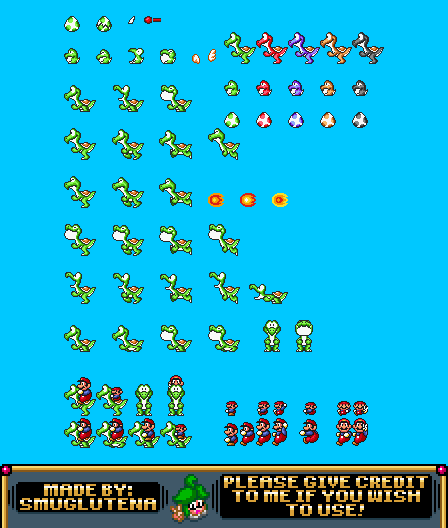 MADE BY:
SMUGLUTENA
PLEASE GIVE CREDIT
TO ME IF YOU WISH
TO USE!